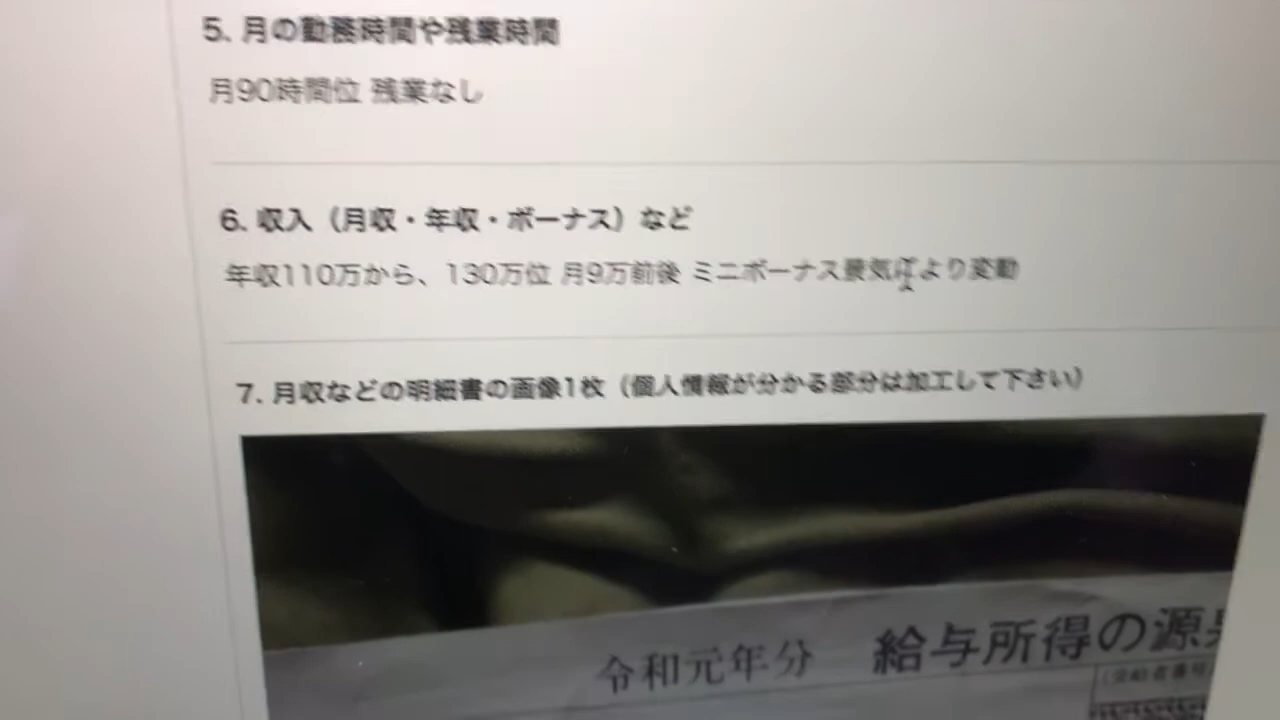 5. 月の勤務時間や残業時間
月90時間位 残業なし
6. 収入（月収・年収・ボーナス）など
年収110万から、130万位 月9万前後 ミニボーナス景気により変動
7. 月収などの明細書の画像1枚（個人情報が分かる部分は加工して下さい）
令和元年分 給与所得の源